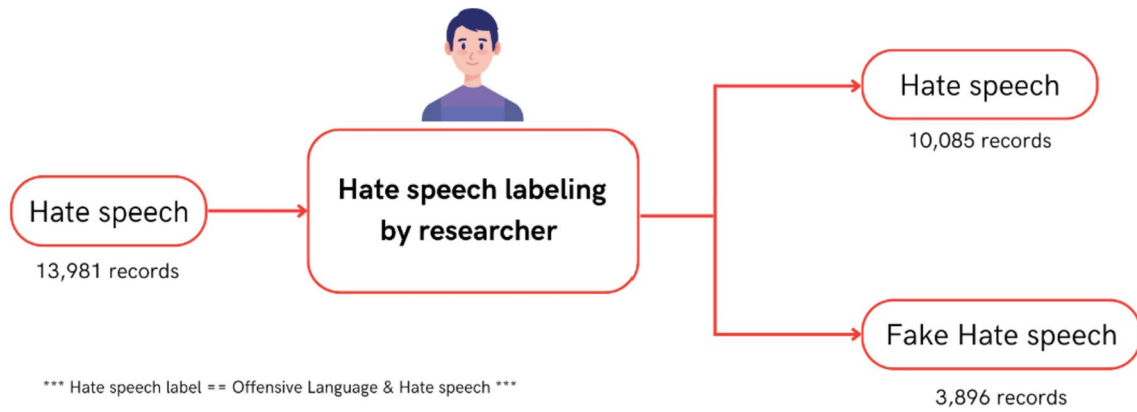 Hate speech
13,981 records
Hate speech labeling
by researcher
Hate speech
10,085 records
Fake Hate speech
3,896 records
*** Hate speech label == Offensive Language & Hate speech ***